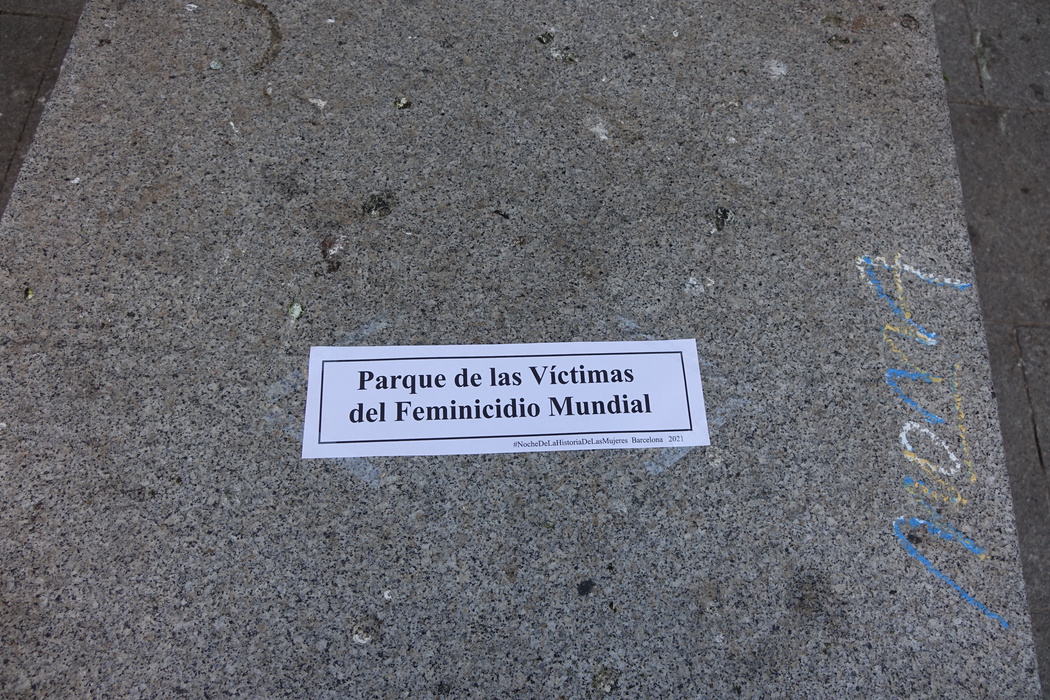 Parque de las Víctimas
del Feminicidio Mundial
#NocheDeLaHistoriaDeLasMujeres Barcelona 2021